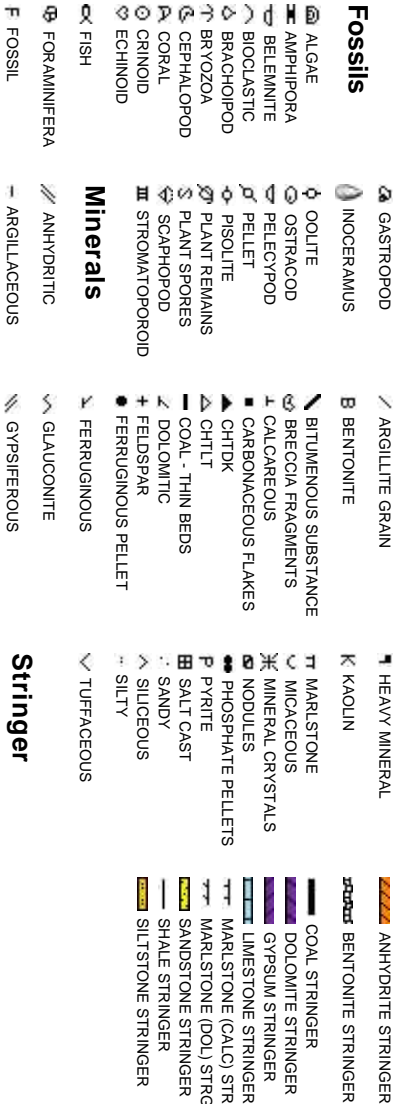 Fossils
ALGAE
AMPHIPORA
BELEMNITE
BIOCLASTIC
BRACHIOPOD
BRYOZOA
CEPHALOPOD
CORAL
CRINOID
ECHINOID
FISH
FORAMINIFERA
F FOSSIL
GASTROPOD
INOCERAMUS
OOLITE
OSTRACOD
PELECYPOD
PELLET
PISOLITE
PLANT REMAINS
PLANT SPORES
SCAPHOPOD
STROMATOPOROID
Minerals
ANHYDRITIC
ARGILLACEOUS
ARGILLITE GRAIN
B BENTONITE
BITUMENOUS SUBSTANCE
BRECCIA FRAGMENTS
CALCAREOUS
CARBONACEOUS FLAKES
CHTDK
CHTLT
COAL - THIN BEDS
DOLOMITIC
FELDSPAR
FERRUGINOUS PELLET
FERRUGINOUS
GLAUCONITE
GYPSIFEROUS
HEAVY MINERAL
K KAOLIN
MARLSTONE
MICACEOUS
MINERAL CRYSTALS
NODULES
PHOSPHATE PELLETS
P PYRITE
SALT CAST
SANDY
SILICEOUS
SILTY
TUFFACEOUS
Stringer
ANHYDRITE STRINGER
BENTONITE STRINGER
COAL STRINGER
DOLOMITE STRINGER
GYPSUM STRINGER
LIMESTONE STRINGER
MARLSTONE (CALC) STR
MARLSTONE (DOL) STRG
SANDSTONE STRINGER
SHALE STRINGER
SILTSTONE STRINGER